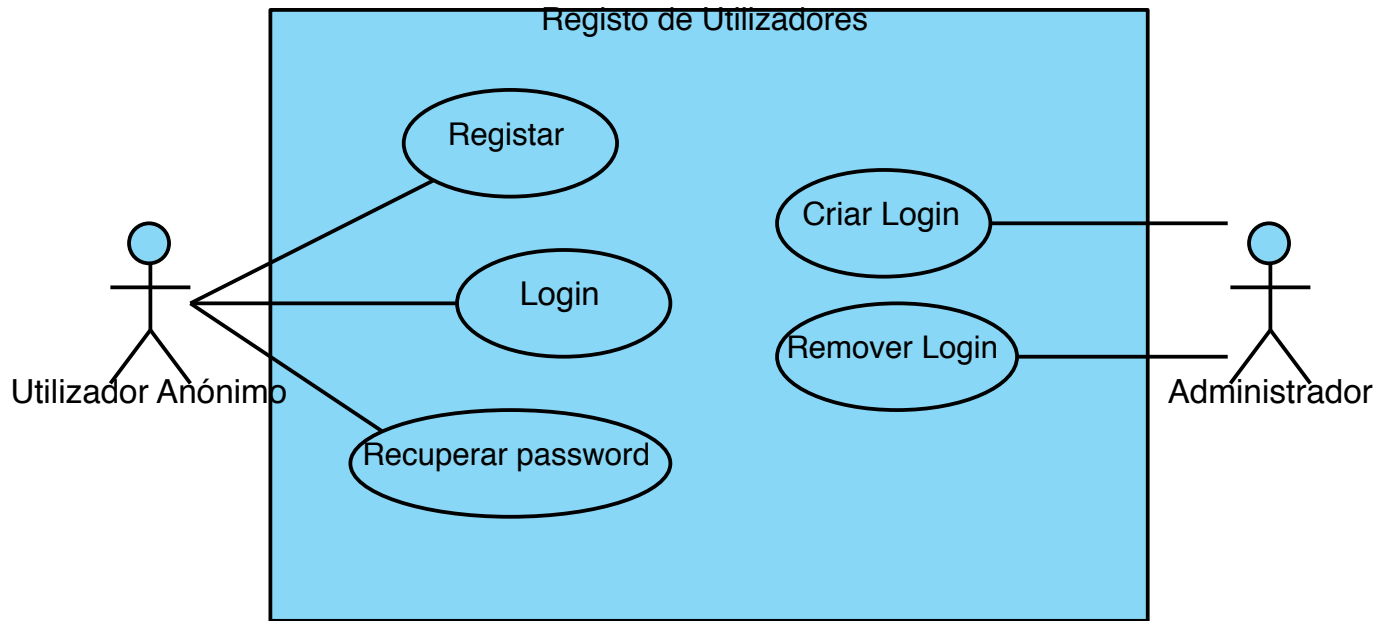 Registo de Utilizadores
Registar
Criar Login
Login
Remover Login
Utilizador Anónimo
Administrador
Recuperar password